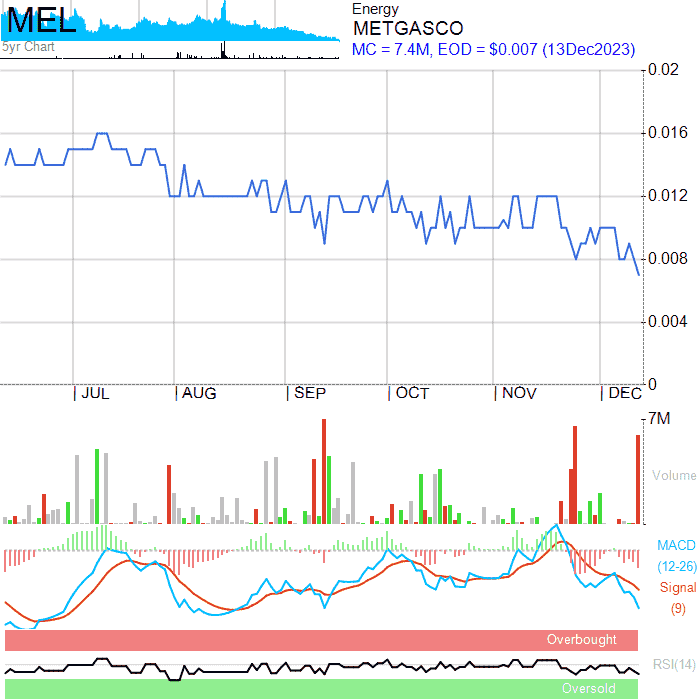 MEL
5yr Chart
Energy
METGASCO
MC = 7.4M, EOD = $0.007 (13Dec2023)
0.02
0.016
0.012
0.008
0.004
0
JUL
AUG
SEP
OCT
NOV
DEC
7M
Volume
MACD
(12-26)
Signal
(9)
Overbought
RSI(14)
Oversold